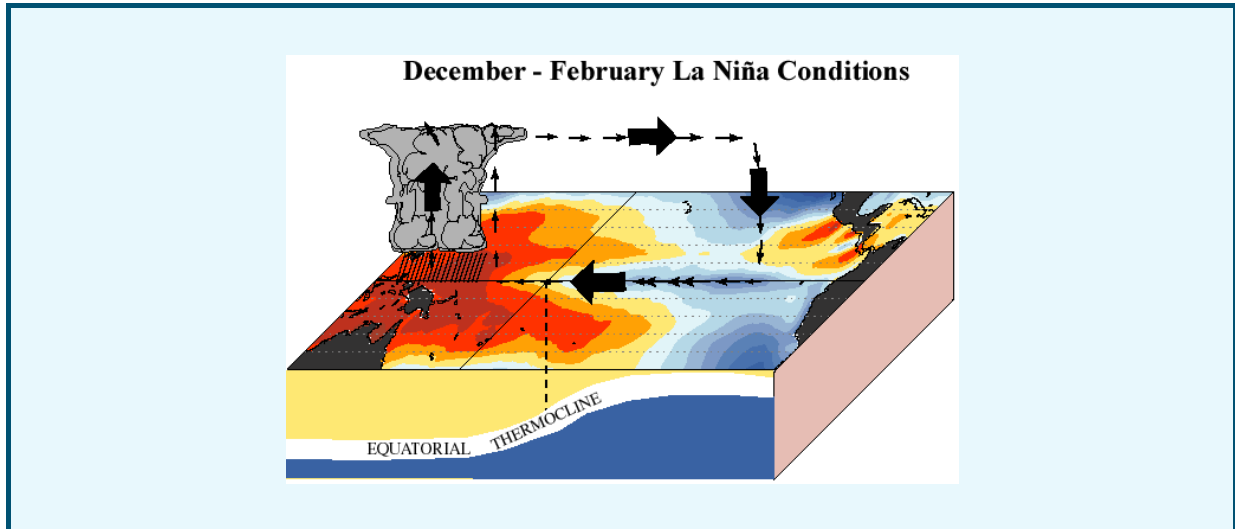 December - February La Niña Conditions
EQUATORIAL THERMOCLINE